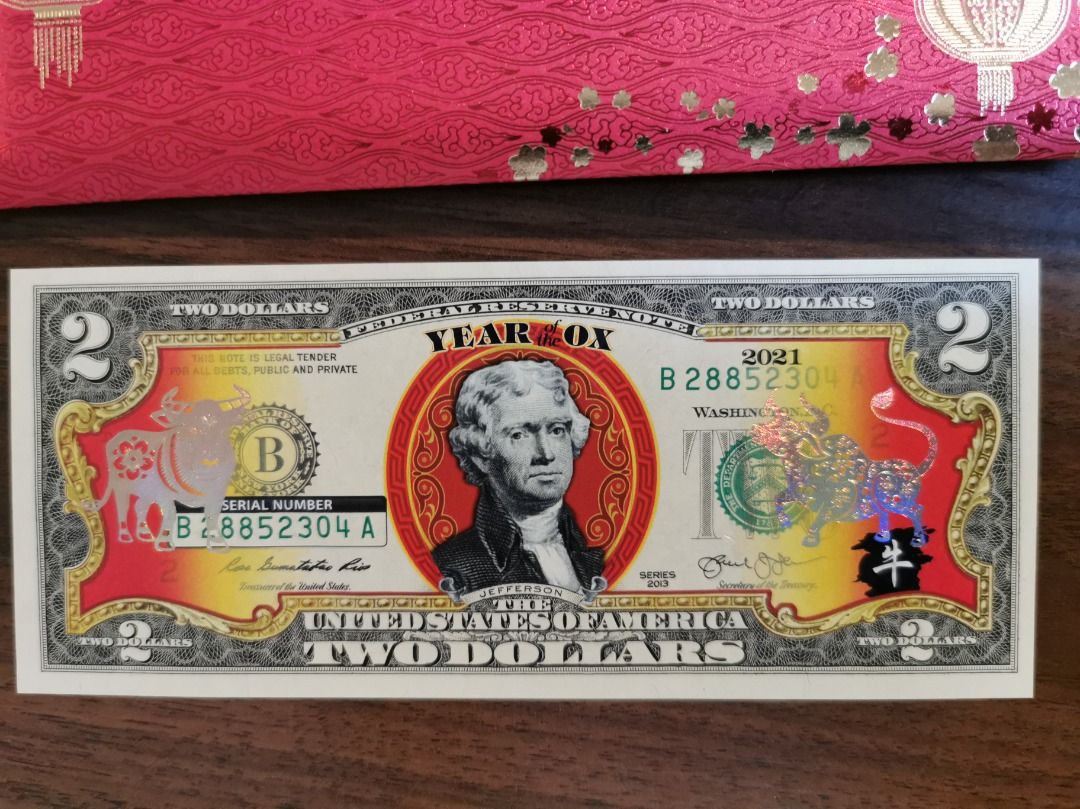 TWO DOLLARS
FEDERAL RESERVE NOTE
TWO DOLLARS
2
2
YEAR of the OX
THIS NOTE IS LEGAL TENDER
FOR ALL DEBTS, PUBLIC AND PRIVATE
2021
B 28852304 A
WASHINGTON, D.C.
B
SERIAL NUMBER
B 28852304 A
2
2
Treasurer of the United States.
SERIES
2013
Secretary of the Treasury.
牛
JEFFERSON
THE
UNITED STATES OF AMERICA
TWO DOLLARS
TWO DOLLARS
2
TWO DOLLARS
2